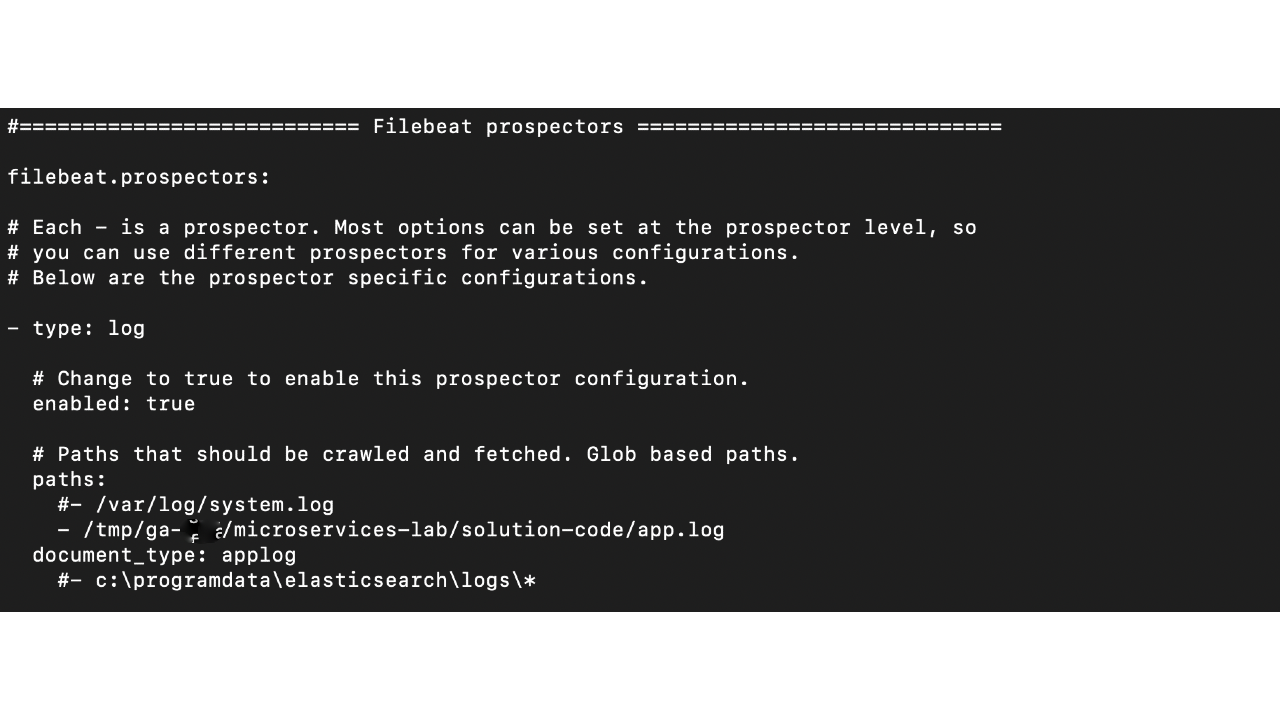 #=========================== Filebeat prospectors =============================
filebeat.prospectors:
# Each - is a prospector. Most options can be set at the prospector level, so
# you can use different prospectors for various configurations.
# Below are the prospector specific configurations.
- type: log
# Change to true to enable this prospector configuration.
enabled: true
# Paths that should be crawled and fetched. Glob based paths.
paths:
#- /var/log/system.log
- /tmp/ga- /microservices-lab/solution-code/app.log
document_type: applog
#- c:\programdata\elasticsearch\logs\*